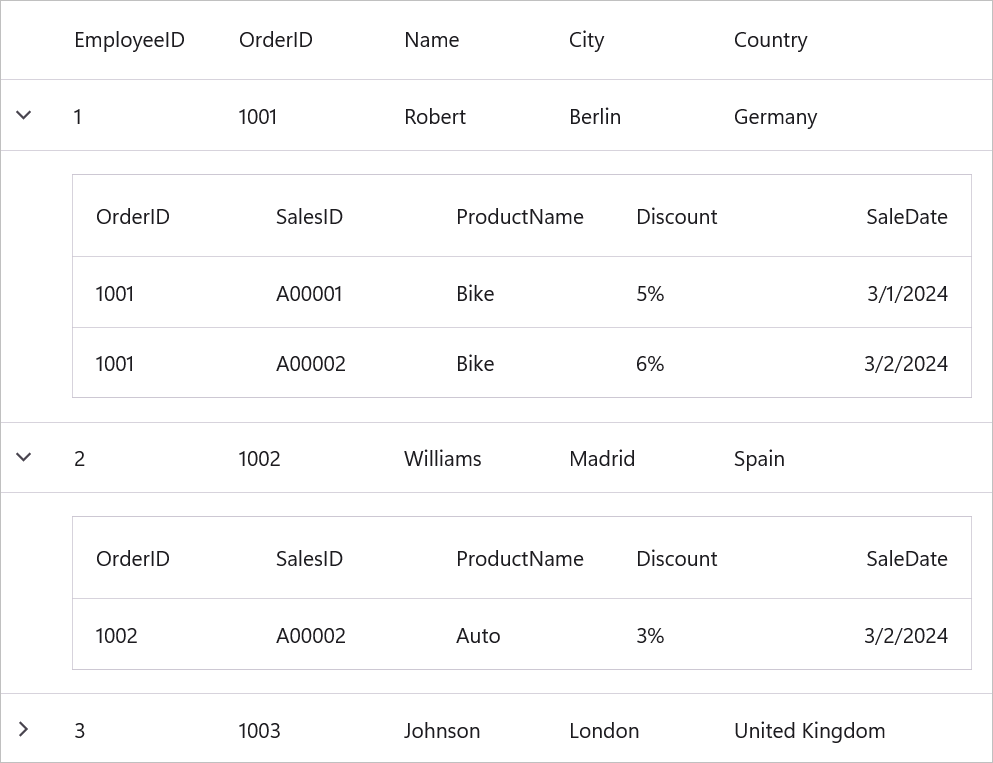 EmployeeID OrderID Name City Country
1 1001 Robert Berlin Germany
OrderID SalesID ProductName Discount SaleDate
1001 A00001 Bike 5% 3/1/2024
1001 A00002 Bike 6% 3/2/2024
2 1002 Williams Madrid Spain
OrderID SalesID ProductName Discount SaleDate
1002 A00002 Auto 3% 3/2/2024
3 1003 Johnson London United Kingdom